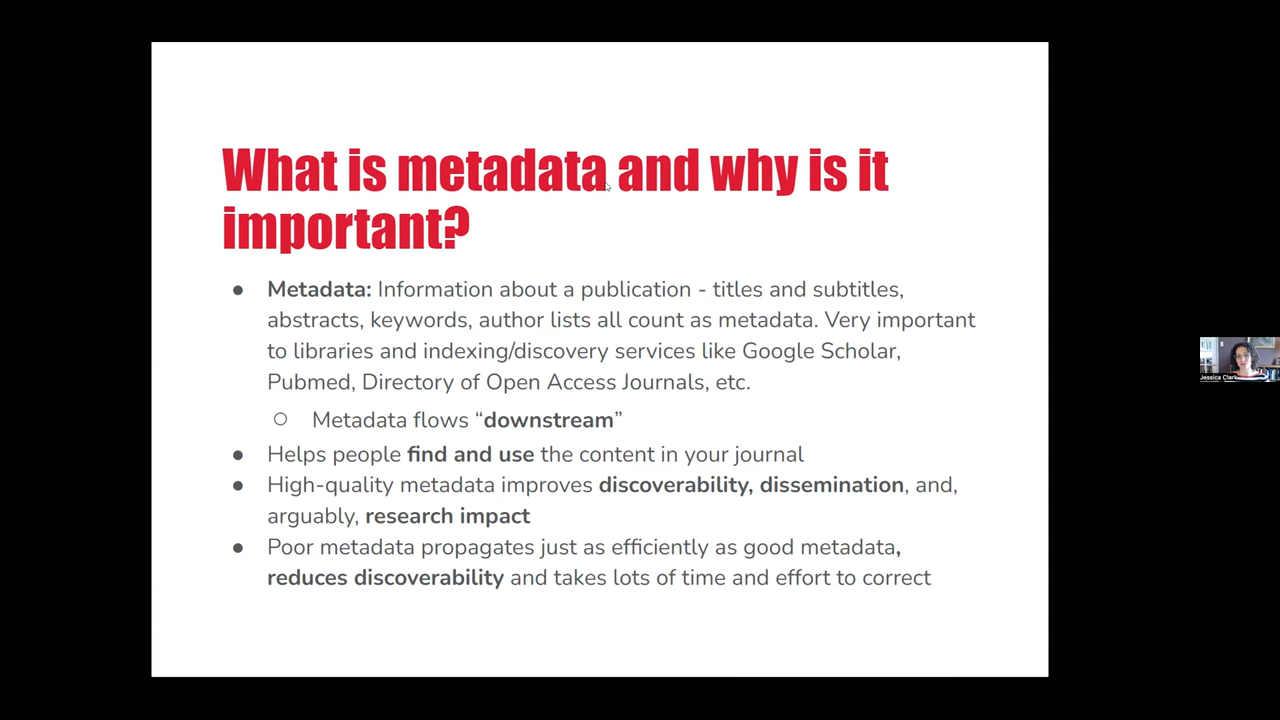 What is metadata and why is it
important?
● Metadata: Information about a publication - titles and subtitles,
abstracts, keywords, author lists all count as metadata. Very important
to libraries and indexing/discovery services like Google Scholar,
Pubmed, Directory of Open Access Journals, etc.
○ Metadata flows “downstream”
● Helps people find and use the content in your journal
● High-quality metadata improves discoverability, dissemination, and,
arguably, research impact
● Poor metadata propagates just as efficiently as good metadata,
reduces discoverability and takes lots of time and effort to correct
Jessica Clark